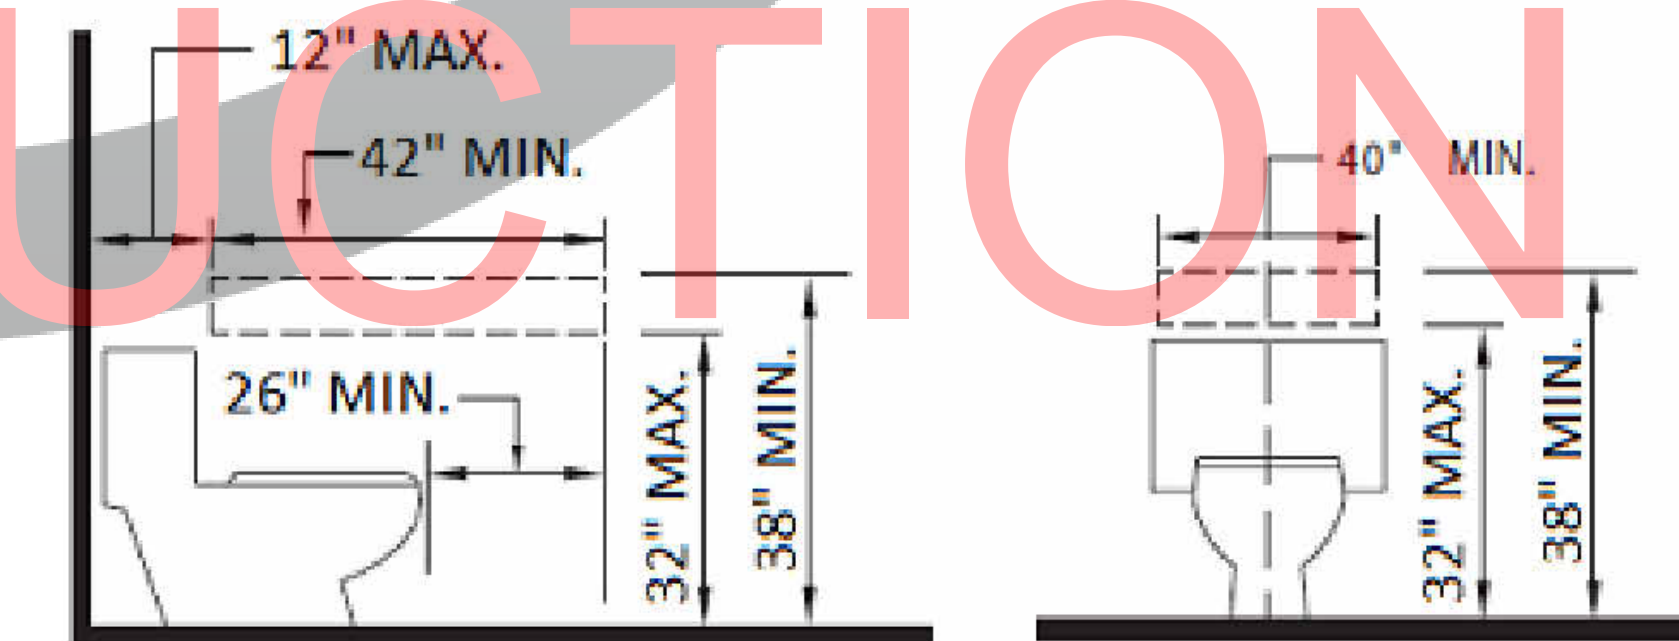 UCTION
12" MAX.
42" MIN.
26" MIN.
32" MAX.
38" MIN.
40" MIN.
32" MAX.
38" MIN.